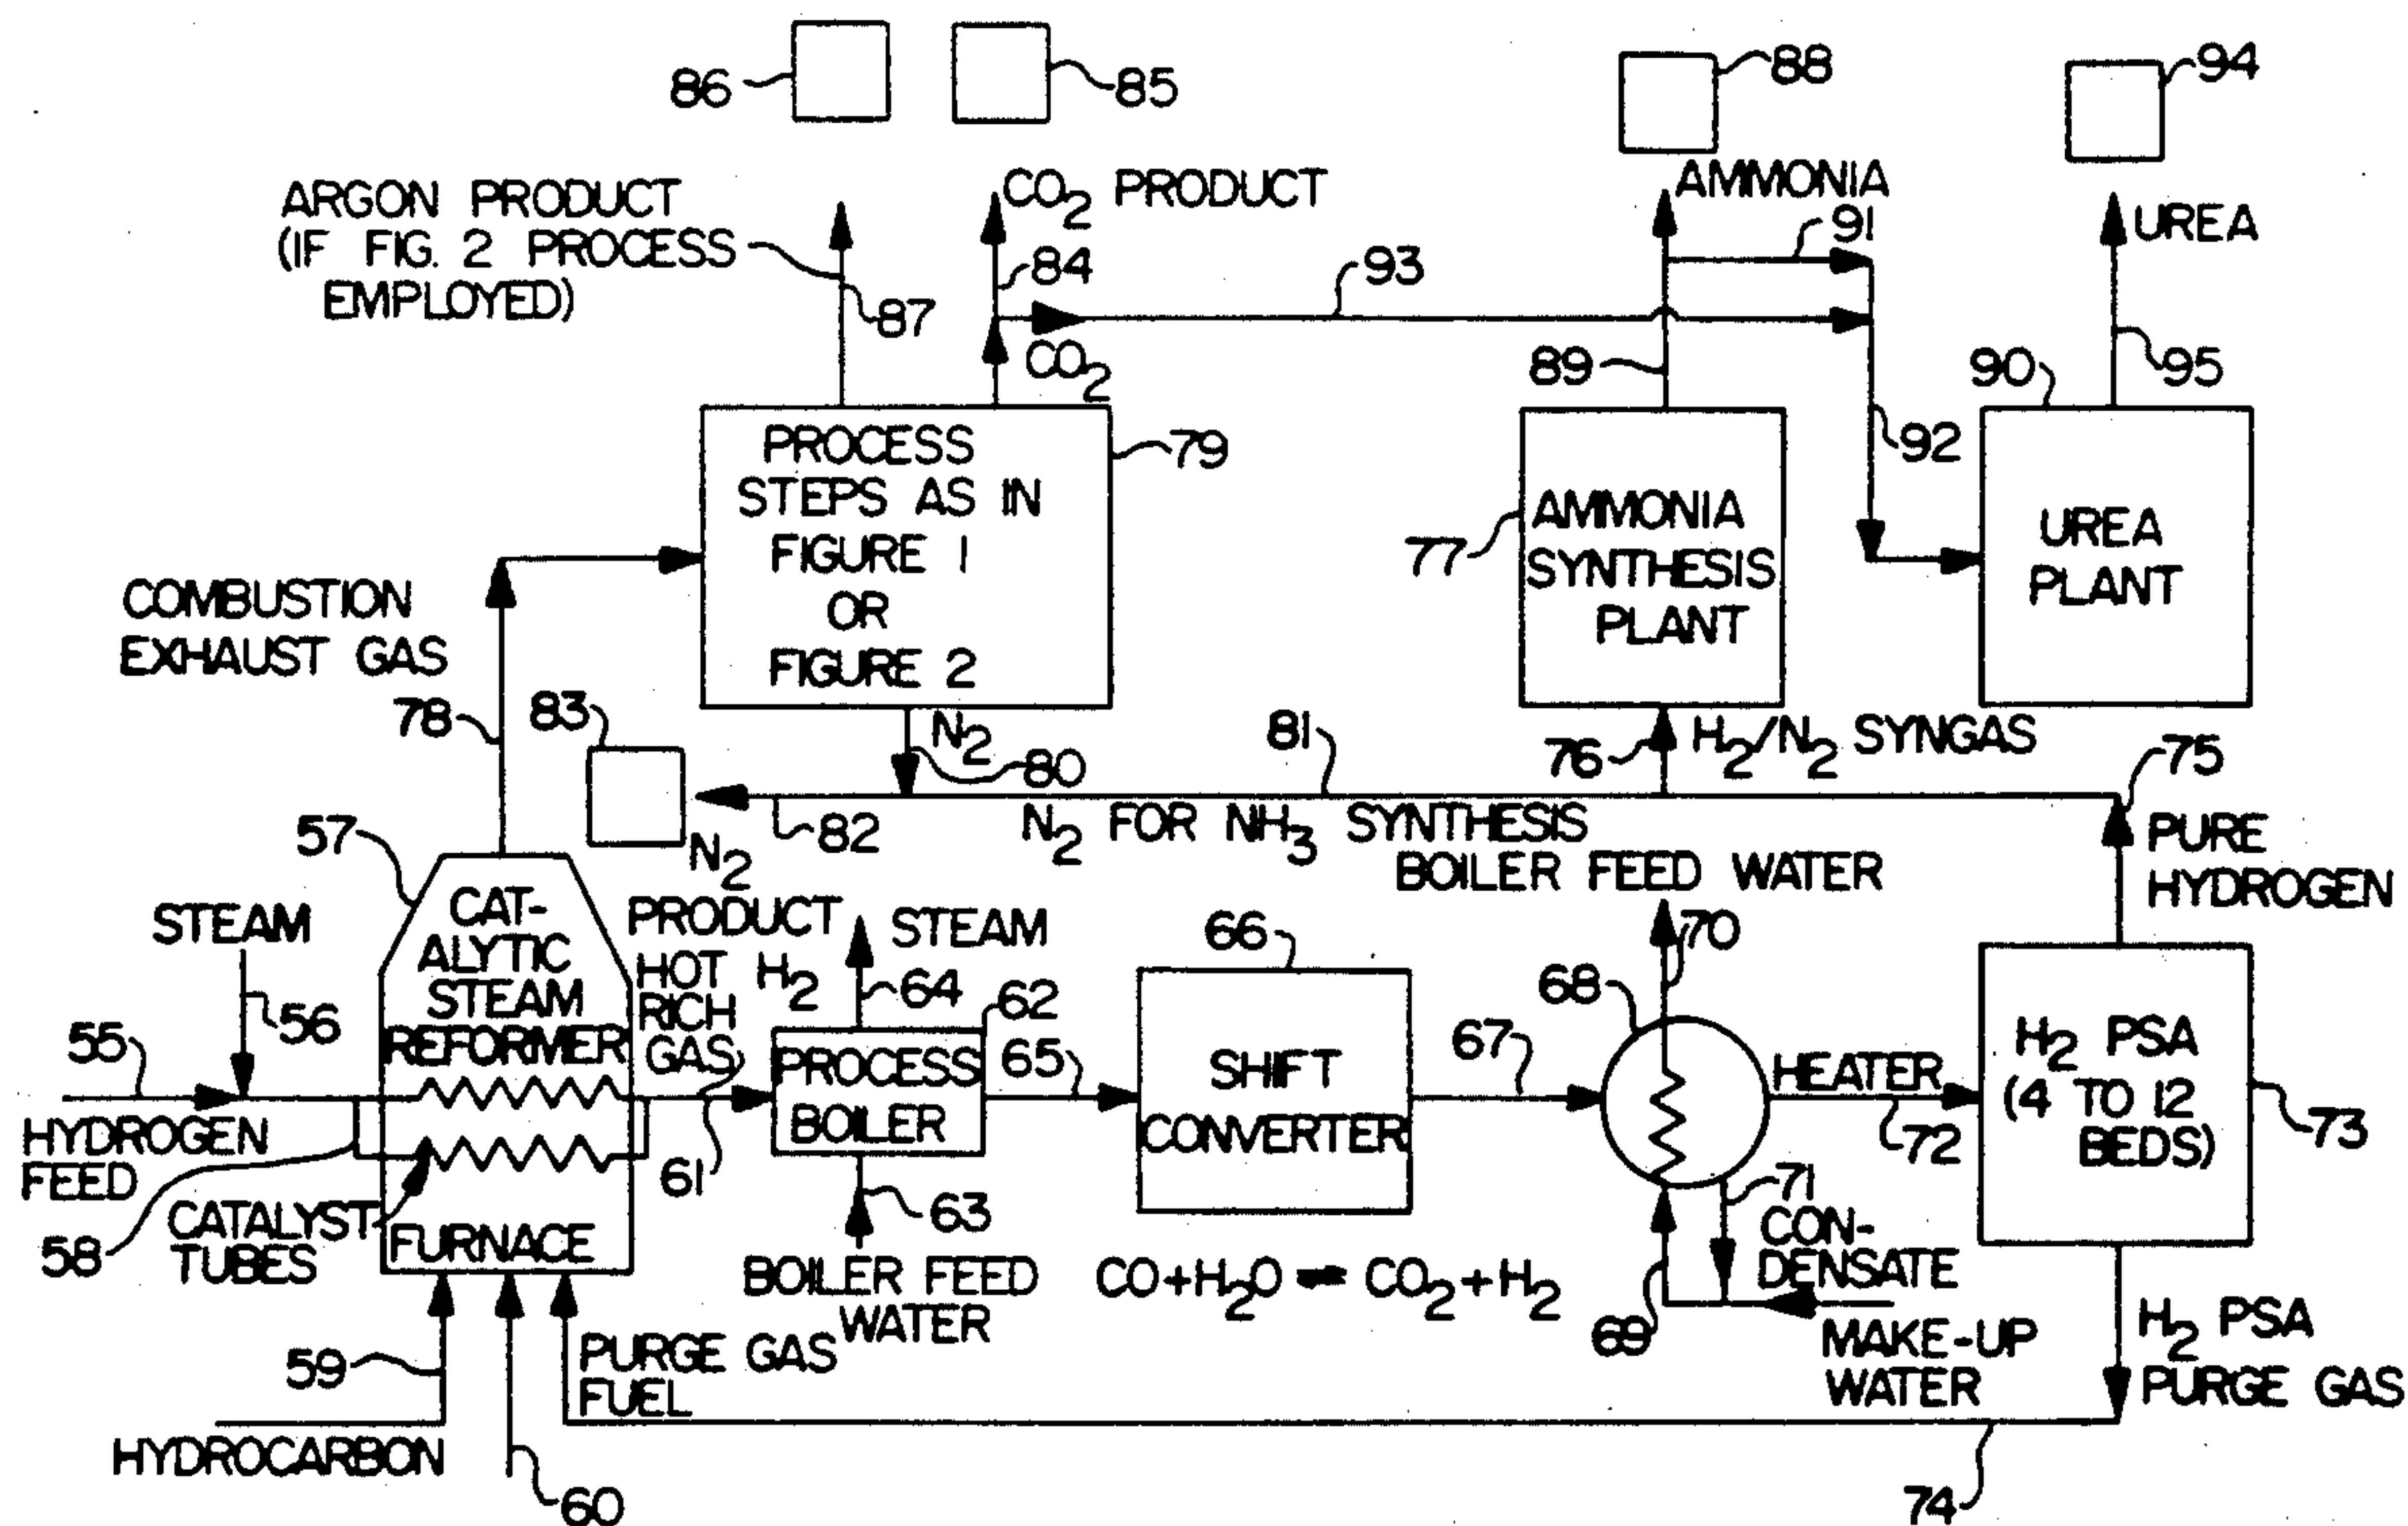 86
85
88
94
ARGON PRODUCT
(IF FIG. 2 PROCESS
EMPLOYED)
87
CO2 PRODUCT
84
93
CO2
AMMONIA
91
UREA
89
90
95
92
PROCESS
STEPS AS IN
FIGURE 1
OR
FIGURE 2
79
77
AMMONIA
SYNTHESIS
PLANT
UREA
PLANT
COMBUSTION
EXHAUST GAS
78
83
N2
80
81
76
H2/N2 SYNGAS
75
82
N2 FOR NH3 SYNTHESIS
PURE
HYDROGEN
57
N2
PRODUCT
BOILER FEED WATER
STEAM
56
CAT-
ALYTIC
STEAM
REFORMER
HOT H2
RICH
GAS
STEAM
64
62
66
68
70
55
HYDROGEN
FEED
58
CATALYST
TUBES
FURNACE
61
PROCESS
BOILER
65
SHIFT
CONVERTER
67
HEATER
72
H2 PSA
(4 TO 12
BEDS)
73
63
BOILER FEED
WATER
CO+H2O ⇌ CO2+H2
71
CON-
DENSATE
69
MAKE-UP
WATER
H2 PSA
PURGE GAS
59
PURGE GAS
FUEL
HYDROCARBON
60
74